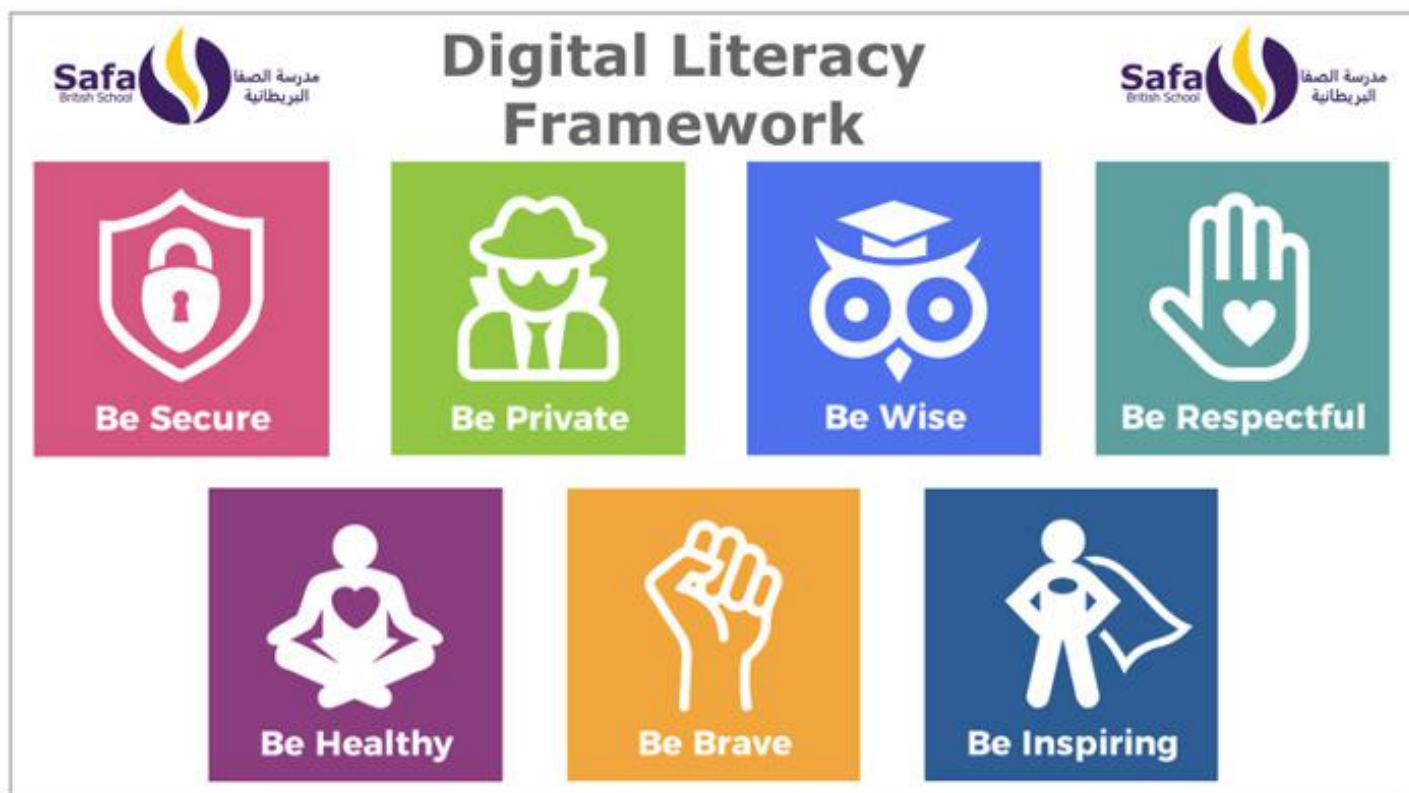 Safa
British School
مدرسة الصفا
البريطانية
Digital Literacy
Framework
Safa
British School
مدرسة الصفا
البريطانية
Be Secure
Be Private
Be Wise
Be Respectful
Be Healthy
Be Brave
Be Inspiring